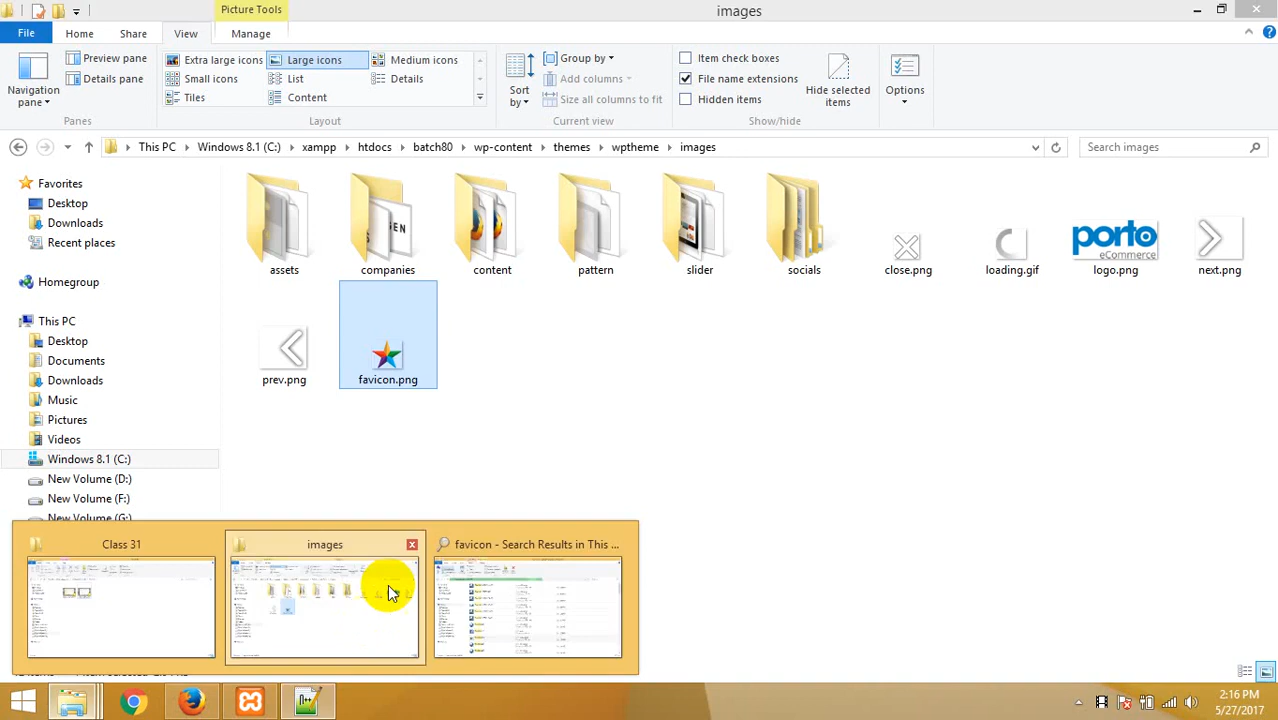 Picture Tools
images
File
Home
Share
View
Manage
Navigation pane
Preview pane
Details pane
Panes
Extra large icons
Large icons
Medium icons
Small icons
List
Details
Tiles
Content
Layout
Sort by
Group by
Add columns
Size all columns to fit
Current view
Item check boxes
File name extensions
Hidden items
Hide selected items
Show/hide
Options
This PC
Windows 8.1 (C:)
xampp
htdocs
batch80
wp-content
themes
wptheme
images
Search images
Favorites
Desktop
Downloads
Recent places
Homegroup
This PC
Desktop
Documents
Downloads
Music
Pictures
Videos
Windows 8.1 (C:)
New Volume (D:)
New Volume (F:)
New Volume (G:)
assets
companies
content
pattern
slider
socials
close.png
loading.gif
porto
eCommerce
logo.png
next.png
prev.png
favicon.png
Class 31
images
favicon - Search Results in This ...
2:16 PM
5/27/2017